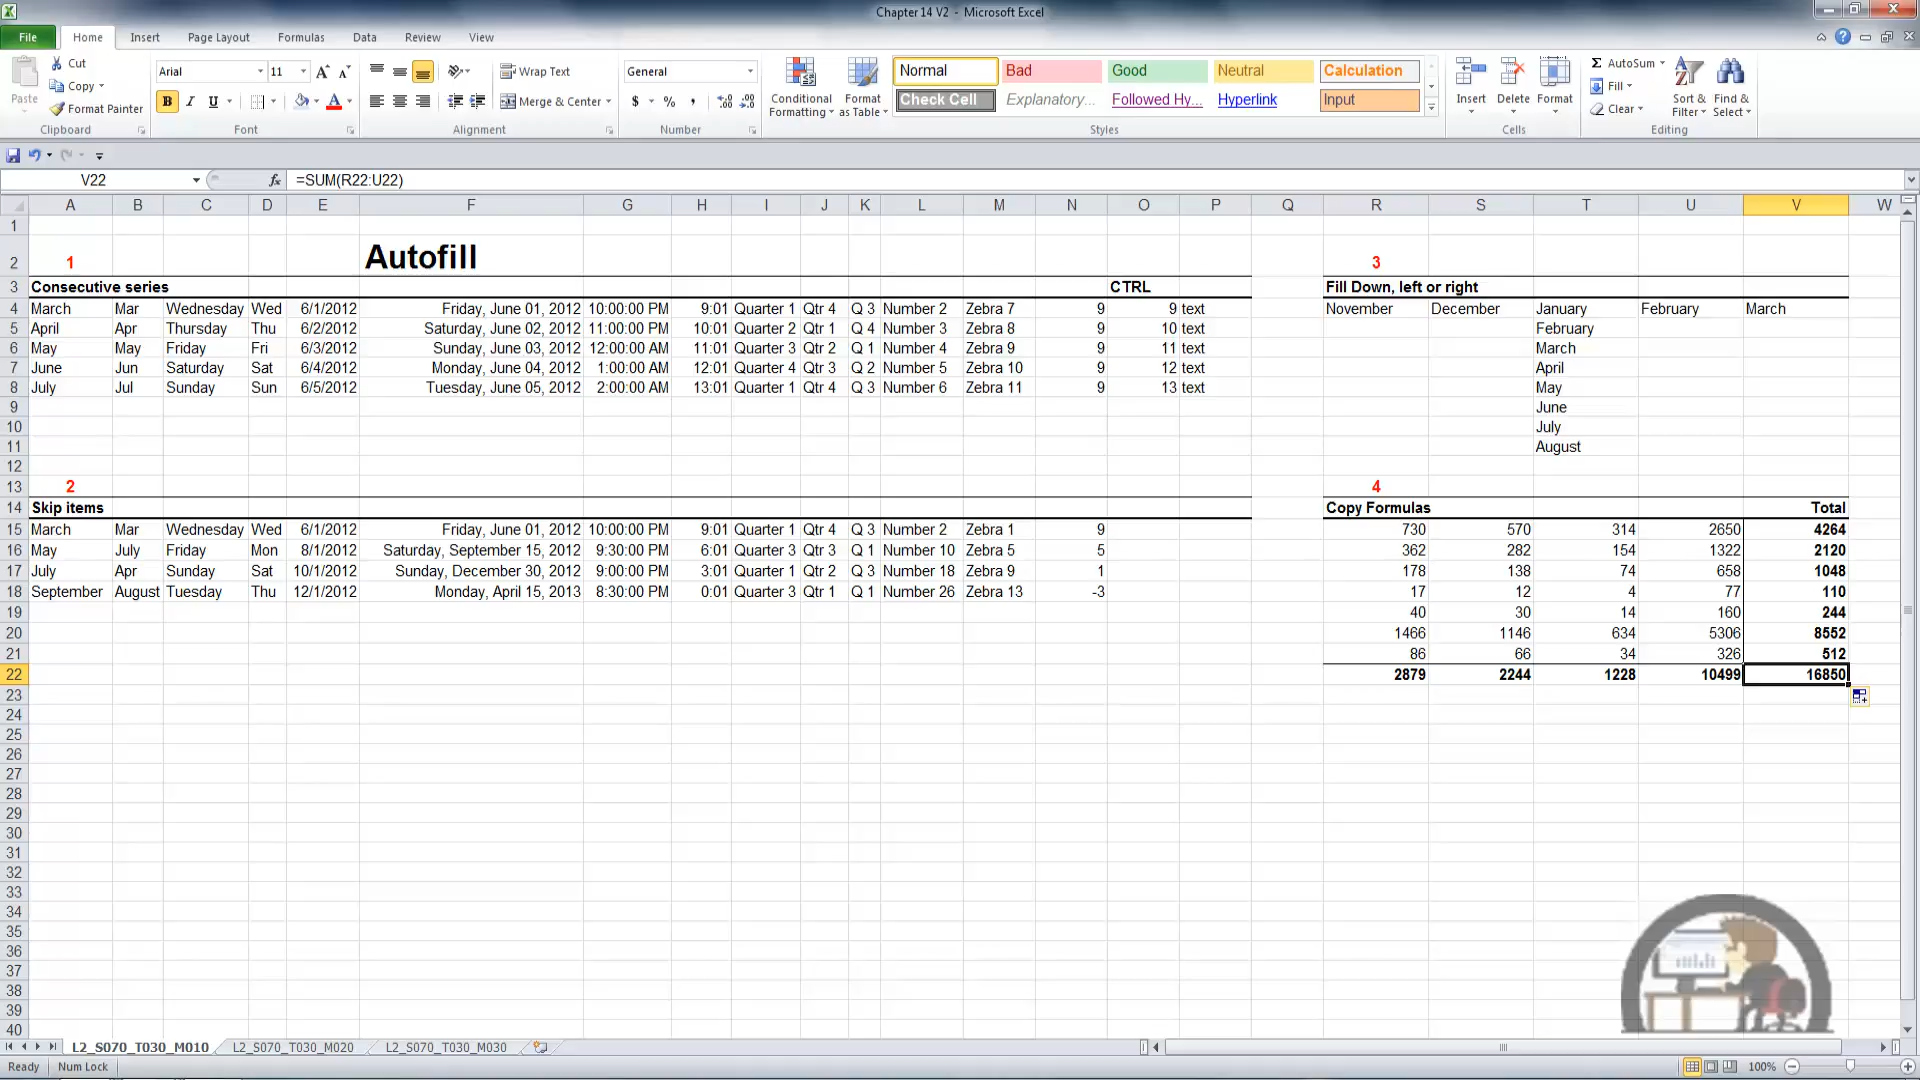 Chapter 14 V2 - Microsoft Excel
File Home Insert Page Layout Formulas Data Review View
Paste Cut Copy Format Painter Clipboard
Arial 11 A A B I U A Font
Wrap Text Merge & Center Alignment
General $ % , .0 .00 .00 .0 Number
Conditional Formatting Format as Table
Normal Bad Good Neutral Calculation
Check Cell Explanatory... Followed Hy... Hyperlink Input
Styles
Insert Delete Format Cells
Σ AutoSum Fill Clear Sort & Filter Find & Select Editing
V22 fx =SUM(R22:U22)
A B C D E F G H I J K L M N O P Q R S T U V W
1
2 1 Autofill 3
3 Consecutive series CTRL Fill Down, left or right
4 March Mar Wednesday Wed 6/1/2012 Friday, June 01, 2012 10:00:00 PM 9:01 Quarter 1 Qtr 4 Q 3 Number 2 Zebra 7 9 9 text November December January February March
5 April Apr Thursday Thu 6/2/2012 Saturday, June 02, 2012 11:00:00 PM 10:01 Quarter 2 Qtr 1 Q 4 Number 3 Zebra 8 9 10 text February
6 May May Friday Fri 6/3/2012 Sunday, June 03, 2012 12:00:00 AM 11:01 Quarter 3 Qtr 2 Q 1 Number 4 Zebra 9 9 11 text March
7 June Jun Saturday Sat 6/4/2012 Monday, June 04, 2012 1:00:00 AM 12:01 Quarter 4 Qtr 3 Q 2 Number 5 Zebra 10 9 12 text April
8 July Jul Sunday Sun 6/5/2012 Tuesday, June 05, 2012 2:00:00 AM 13:01 Quarter 1 Qtr 4 Q 3 Number 6 Zebra 11 9 13 text May
9 June
10 July
11 August
12
13 2 4
14 Skip items Copy Formulas Total
15 March Mar Wednesday Wed 6/1/2012 Friday, June 01, 2012 10:00:00 PM 9:01 Quarter 1 Qtr 4 Q 3 Number 2 Zebra 1 9 730 570 314 2650 4264
16 May July Friday Mon 8/1/2012 Saturday, September 15, 2012 9:30:00 PM 6:01 Quarter 3 Qtr 3 Q 1 Number 10 Zebra 5 5 362 282 154 1322 2120
17 July Apr Sunday Sat 10/1/2012 Sunday, December 30, 2012 9:00:00 PM 3:01 Quarter 1 Qtr 2 Q 3 Number 18 Zebra 9 1 178 138 74 658 1048
18 September August Tuesday Thu 12/1/2012 Monday, April 15, 2013 8:30:00 PM 0:01 Quarter 3 Qtr 1 Q 1 Number 26 Zebra 13 -3 17 12 4 77 110
19 40 30 14 160 244
20 1466 1146 634 5306 8552
21 86 66 34 326 512
22 2879 2244 1228 10499 16850
23
24
25
26
27
28
29
30
31
32
33
34
35
36
37
38
39
40
L2_S070_T030_M010 L2_S070_T030_M020 L2_S070_T030_M030
Ready Num Lock 100%